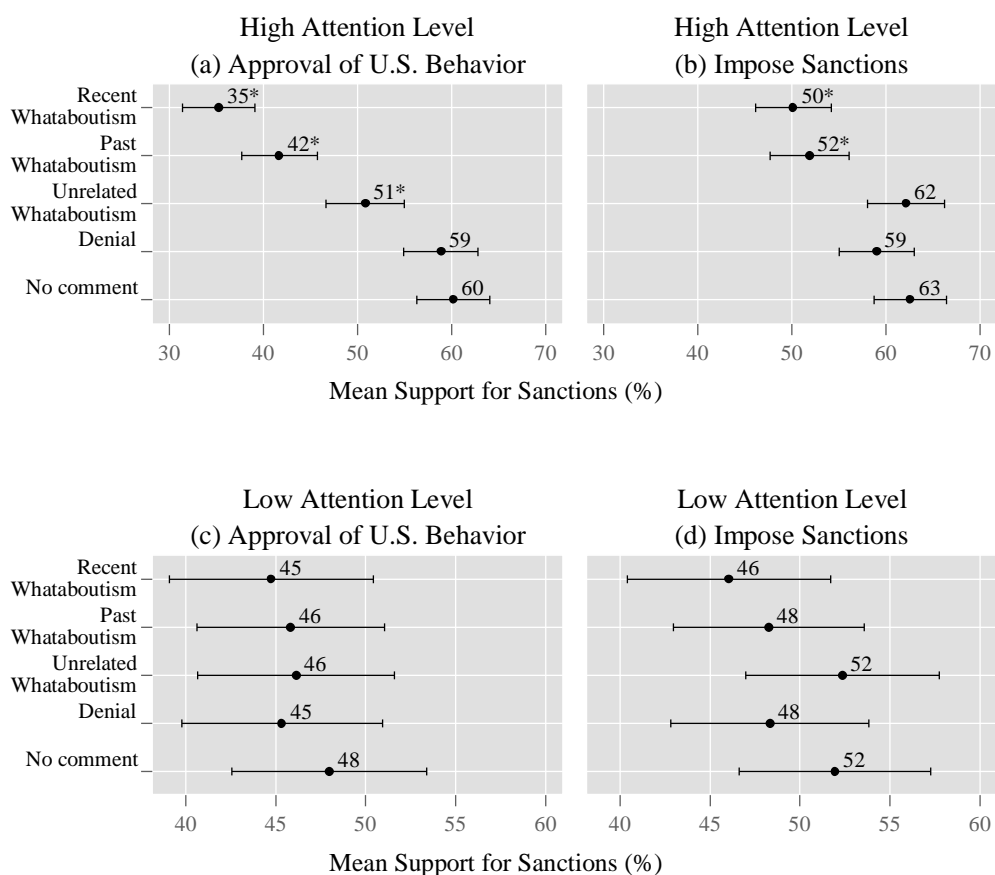 High Attention Level
(a) Approval of U.S. Behavior
High Attention Level
(b) Impose Sanctions
Recent
Whataboutism
35*
50*
Past
Whataboutism
42*
52*
Unrelated
Whataboutism
51*
62
Denial
59
59
No comment
60
63
30 40 50 60 70
30 40 50 60 70
Mean Support for Sanctions (%)
Low Attention Level
(c) Approval of U.S. Behavior
Low Attention Level
(d) Impose Sanctions
Recent
Whataboutism
45
46
Past
Whataboutism
46
48
Unrelated
Whataboutism
46
52
Denial
45
48
No comment
48
52
40 45 50 55 60
40 45 50 55 60
Mean Support for Sanctions (%)